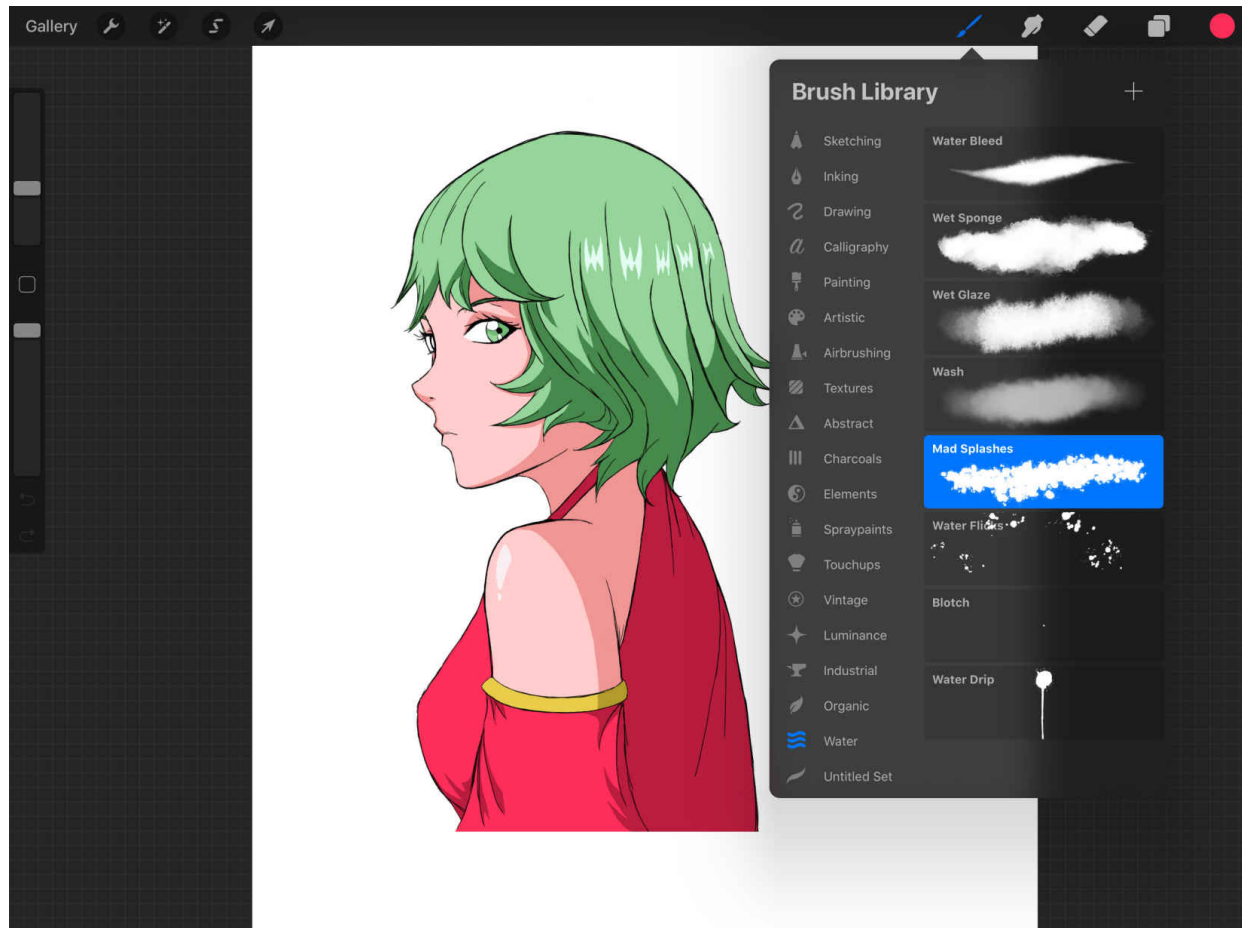 Gallery
Brush Library
Sketching
Inking
Drawing
Calligraphy
Painting
Artistic
Airbrushing
Textures
Abstract
Charcoals
Elements
Spraypaints
Touchups
Vintage
Luminance
Industrial
Organic
Water
Untitled Set
Water Bleed
Wet Sponge
Wet Glaze
Wash
Mad Splashes
Water Flicks
Blotch
Water Drip